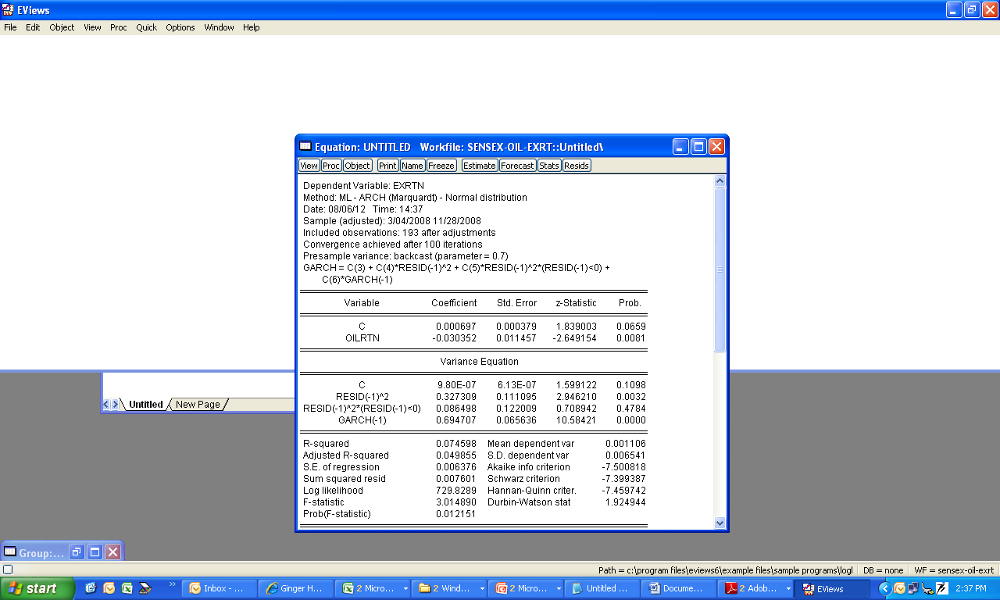 EViews
File Edit Object View Proc Quick Options Window Help
Equation: UNTITLED Workfile: SENSEX-OIL-EXRT::Untitled\
View Proc Object Print Name Freeze Estimate Forecast Stats Resids
Dependent Variable: EXRTN
Method: ML - ARCH (Marquardt) - Normal distribution
Date: 08/06/12 Time: 14:37
Sample (adjusted): 3/04/2008 11/28/2008
Included observations: 193 after adjustments
Convergence achieved after 100 iterations
Presample variance: backcast (parameter = 0.7)
GARCH = C(3) + C(4)*RESID(-1)^2 + C(5)*RESID(-1)^2*(RESID(-1)<0) +
C(6)*GARCH(-1)
Variable Coefficient Std. Error z-Statistic Prob.
C 0.000697 0.000379 1.839003 0.0659
OILRTN -0.030352 0.011457 -2.649154 0.0081
Variance Equation
C 9.80E-07 6.13E-07 1.599122 0.1098
RESID(-1)^2 0.327309 0.111095 2.946210 0.0032
RESID(-1)^2*(RESID(-1)<0) 0.086498 0.122009 0.708942 0.4784
GARCH(-1) 0.694707 0.065636 10.58421 0.0000
R-squared 0.074598 Mean dependent var 0.001106
Adjusted R-squared 0.049855 S.D. dependent var 0.006541
S.E. of regression 0.006376 Akaike info criterion -7.500818
Sum squared resid 0.007601 Schwarz criterion -7.399387
Log likelihood 729.8289 Hannan-Quinn criter. -7.459742
F-statistic 3.014890 Durbin-Watson stat 1.924944
Prob(F-statistic) 0.012151
Untitled New Page
Group:...
Path = c:\program files\eviews6\example files\sample programs\logl DB = none WF = sensex-oil-exrt
start Inbox - ... Ginger H... 2 Micro... 2 Wind... 2 Micro... Untitled ... Docume... 2 Adob... EViews 2:37 PM